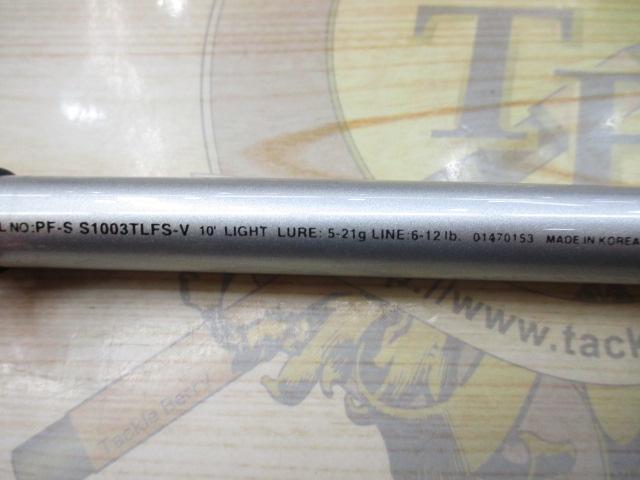 T B
L NO:PF-S S1003TLFS-V 10' LIGHT LURE: 5-21g LINE:6-12 lb. 01470153 MADE IN KOREA
://www.tack
Tackle Berry